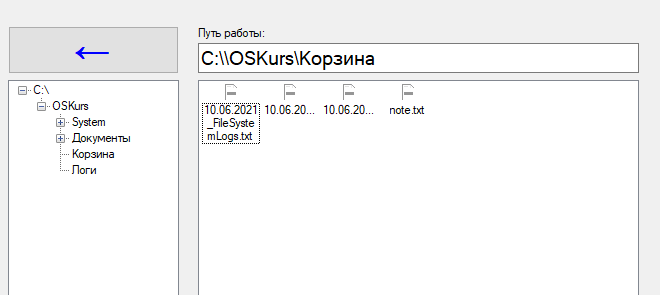 ←
Путь работы:
C:\\OSKurs\Корзина
C:\
OSKurs
System
Документы
Корзина
Логи
10.06.2021
_FileSyste
mLogs.txt
10.06.20...
10.06.20...
note.txt